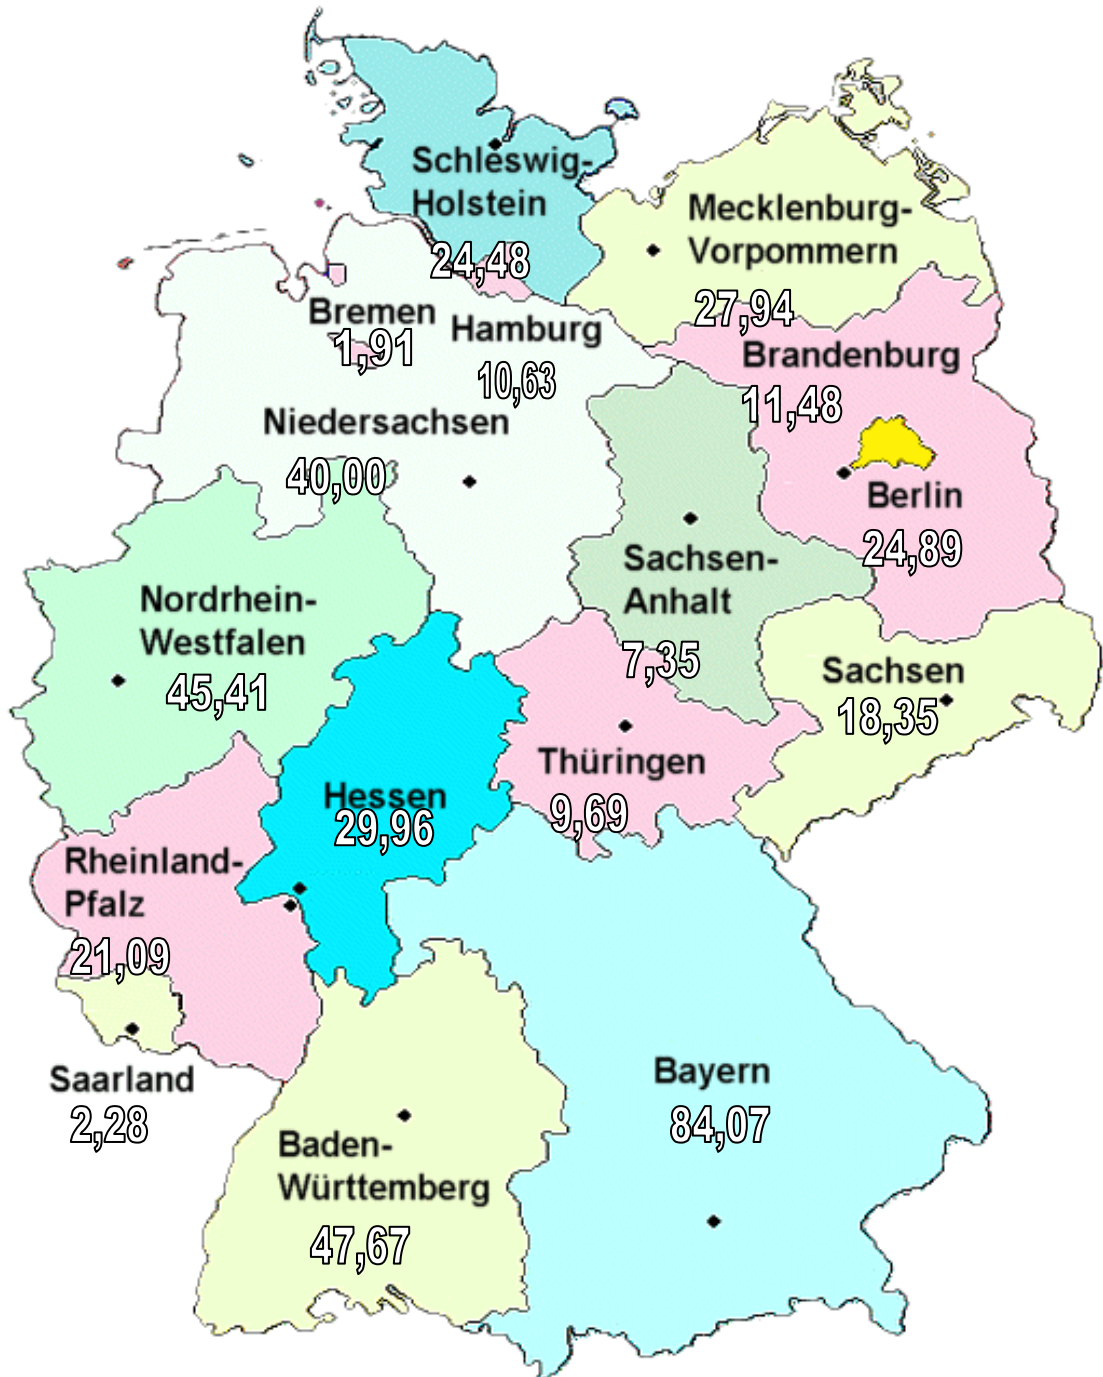 Schleswig-
Holstein
24,48
Mecklenburg-
Vorpommern
27,94
Bremen
1,91
Hamburg
10,63
Brandenburg
11,48
Niedersachsen
40,00
Berlin
24,89
Sachsen-
Anhalt
7,35
Nordrhein-
Westfalen
45,41
Sachsen
18,35
Thüringen
9,69
Hessen
29,96
Rheinland-
Pfalz
21,09
Saarland
2,28
Bayern
84,07
Baden-
Württemberg
47,67